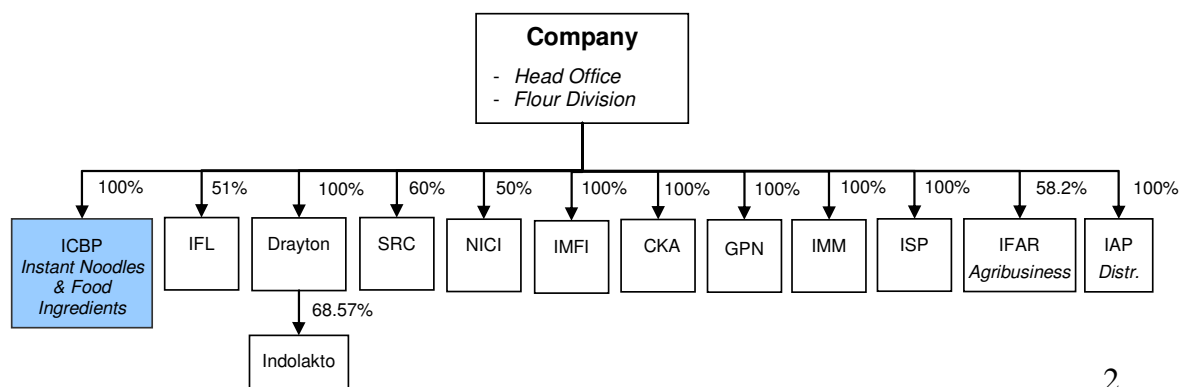 Company
- Head Office
- Flour Division
100%
51%
100%
60%
50%
100%
100%
100%
100%
100%
58.2%
100%
ICBP
Instant Noodles
& Food
Ingredients
IFL
Drayton
SRC
NICI
IMFI
CKA
GPN
IMM
ISP
IFAR
Agribusiness
IAP
Distr.
68.57%
Indolakto
2